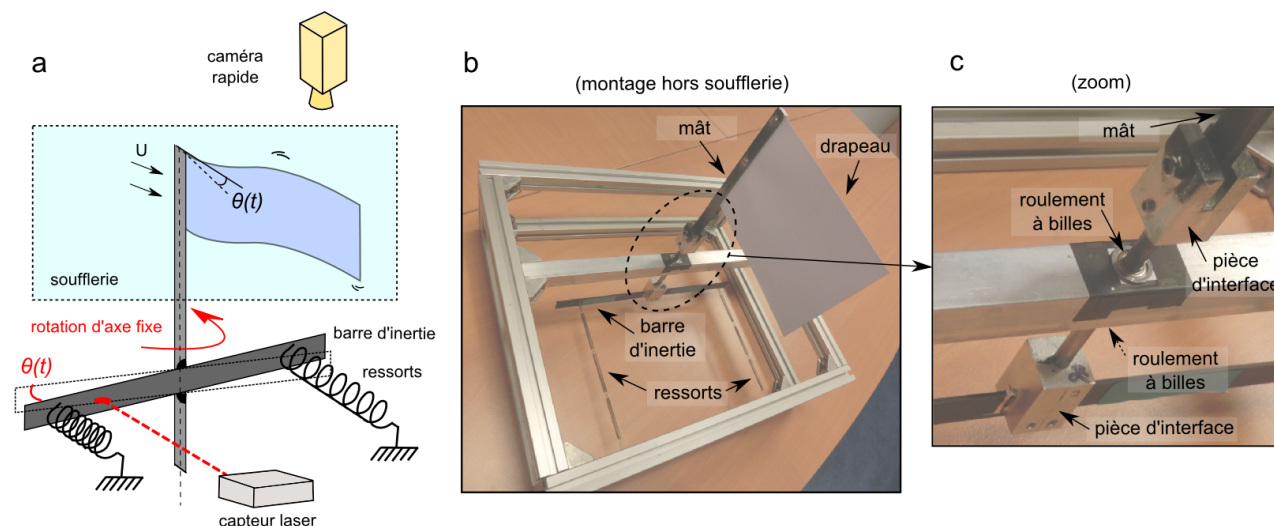 a
caméra
rapide
U
θ(t)
soufflerie
rotation d'axe fixe
barre d'inertie
θ(t)
ressorts
capteur laser
b
(montage hors soufflerie)
mât
drapeau
barre
d'inertie
ressorts
c
(zoom)
mât
roulement
à billes
pièce
d'interface
roulement
à billes
pièce d'interface